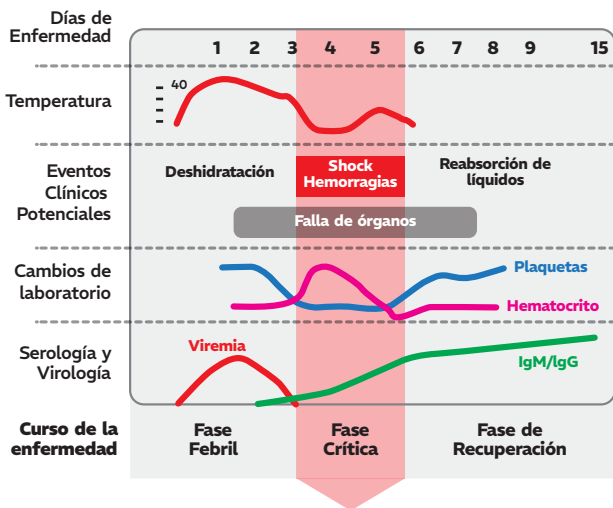 Días de
Enfermedad
1 2 3 4 5 6 7 8 9 15
Temperatura
40
Eventos
Clínicos
Potenciales
Deshidratación
Shock
Hemorragias
Reabsorción de
líquidos
Falla de órganos
Cambios de
laboratorio
Plaquetas
Hematocrito
Serología y
Virología
Viremia
IgM/IgG
Curso de la
enfermedad
Fase
Febril
Fase
Crítica
Fase de
Recuperación